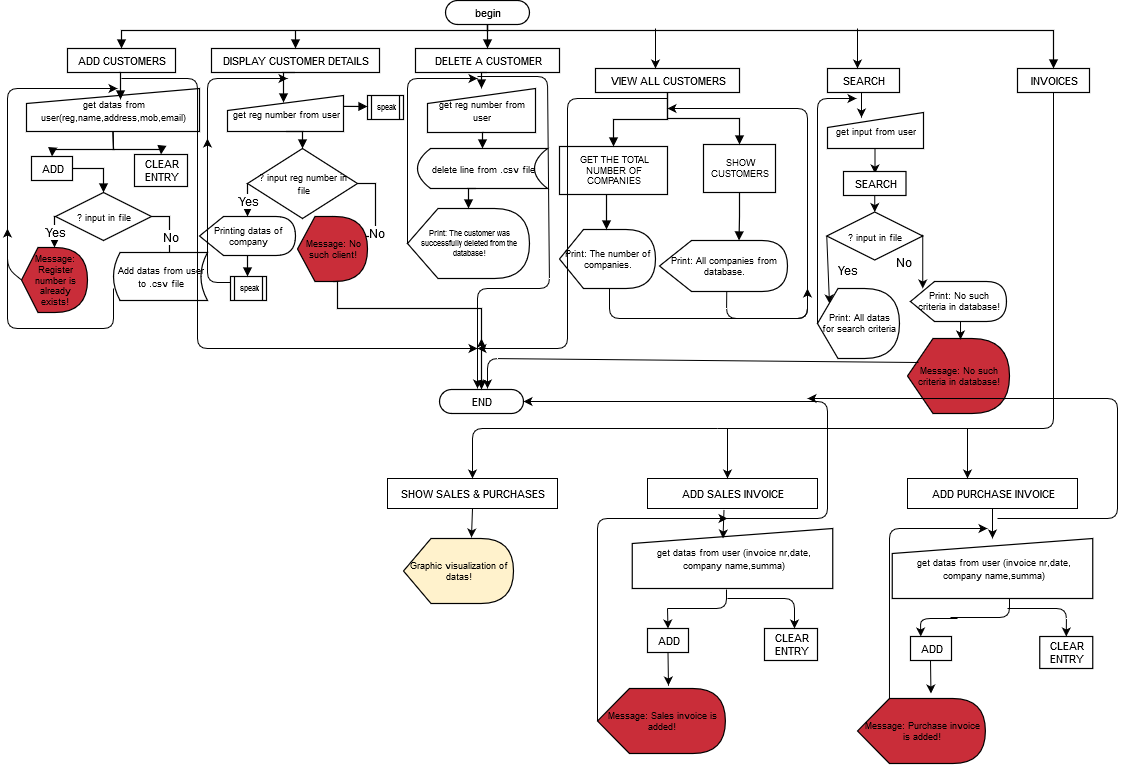 begin
ADD CUSTOMERS
DISPLAY CUSTOMER DETAILS
DELETE A CUSTOMER
VIEW ALL CUSTOMERS
SEARCH
INVOICES
get datas from
user(reg,name,address,mob,email)
ADD
CLEAR
ENTRY
? input in file
Yes
No
Message:
Register
number is
already
exists!
Add datas from user
to .csv file
get reg number from user
speak
? input reg number in
file
Yes
No
Printing datas of
company
speak
Message: No
such client!
get reg number from
user
delete line from .csv file
Print: The customer was
successfully deleted from the
database!
GET THE TOTAL
NUMBER OF
COMPANIES
SHOW
CUSTOMERS
Print: The number of
companies.
Print: All companies from
database.
get input from user
SEARCH
? input in file
Yes
No
Print: All datas
for search criteria
Print: No such
criteria in database!
Message: No such
criteria in database!
END
SHOW SALES & PURCHASES
ADD SALES INVOICE
ADD PURCHASE INVOICE
Graphic visualization of
datas!
get datas from user (invoice nr,date,
company name,summa)
ADD
CLEAR
ENTRY
Message: Sales invoice is
added!
get datas from user (invoice nr,date,
company name,summa)
ADD
CLEAR
ENTRY
Message: Purchase invoice
is added!